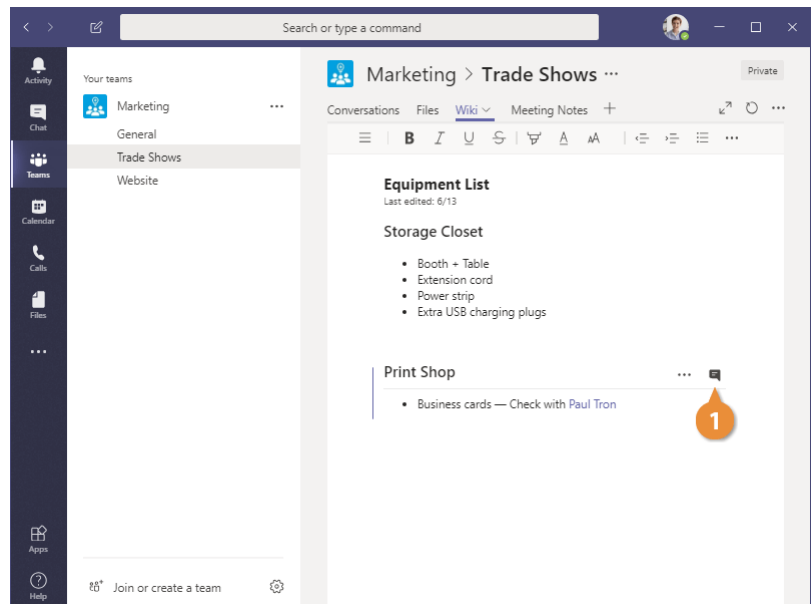 Search or type a command
Activity
Chat
Teams
Calendar
Calls
Files
Apps
Help
Your teams
Marketing
General
Trade Shows
Website
Join or create a team
Marketing > Trade Shows ...
Private
Conversations Files Wiki Meeting Notes +
B I U S A AA
Equipment List
Last edited: 6/13
Storage Closet
• Booth + Table
• Extension cord
• Power strip
• Extra USB charging plugs
Print Shop
1
• Business cards — Check with Paul Tron